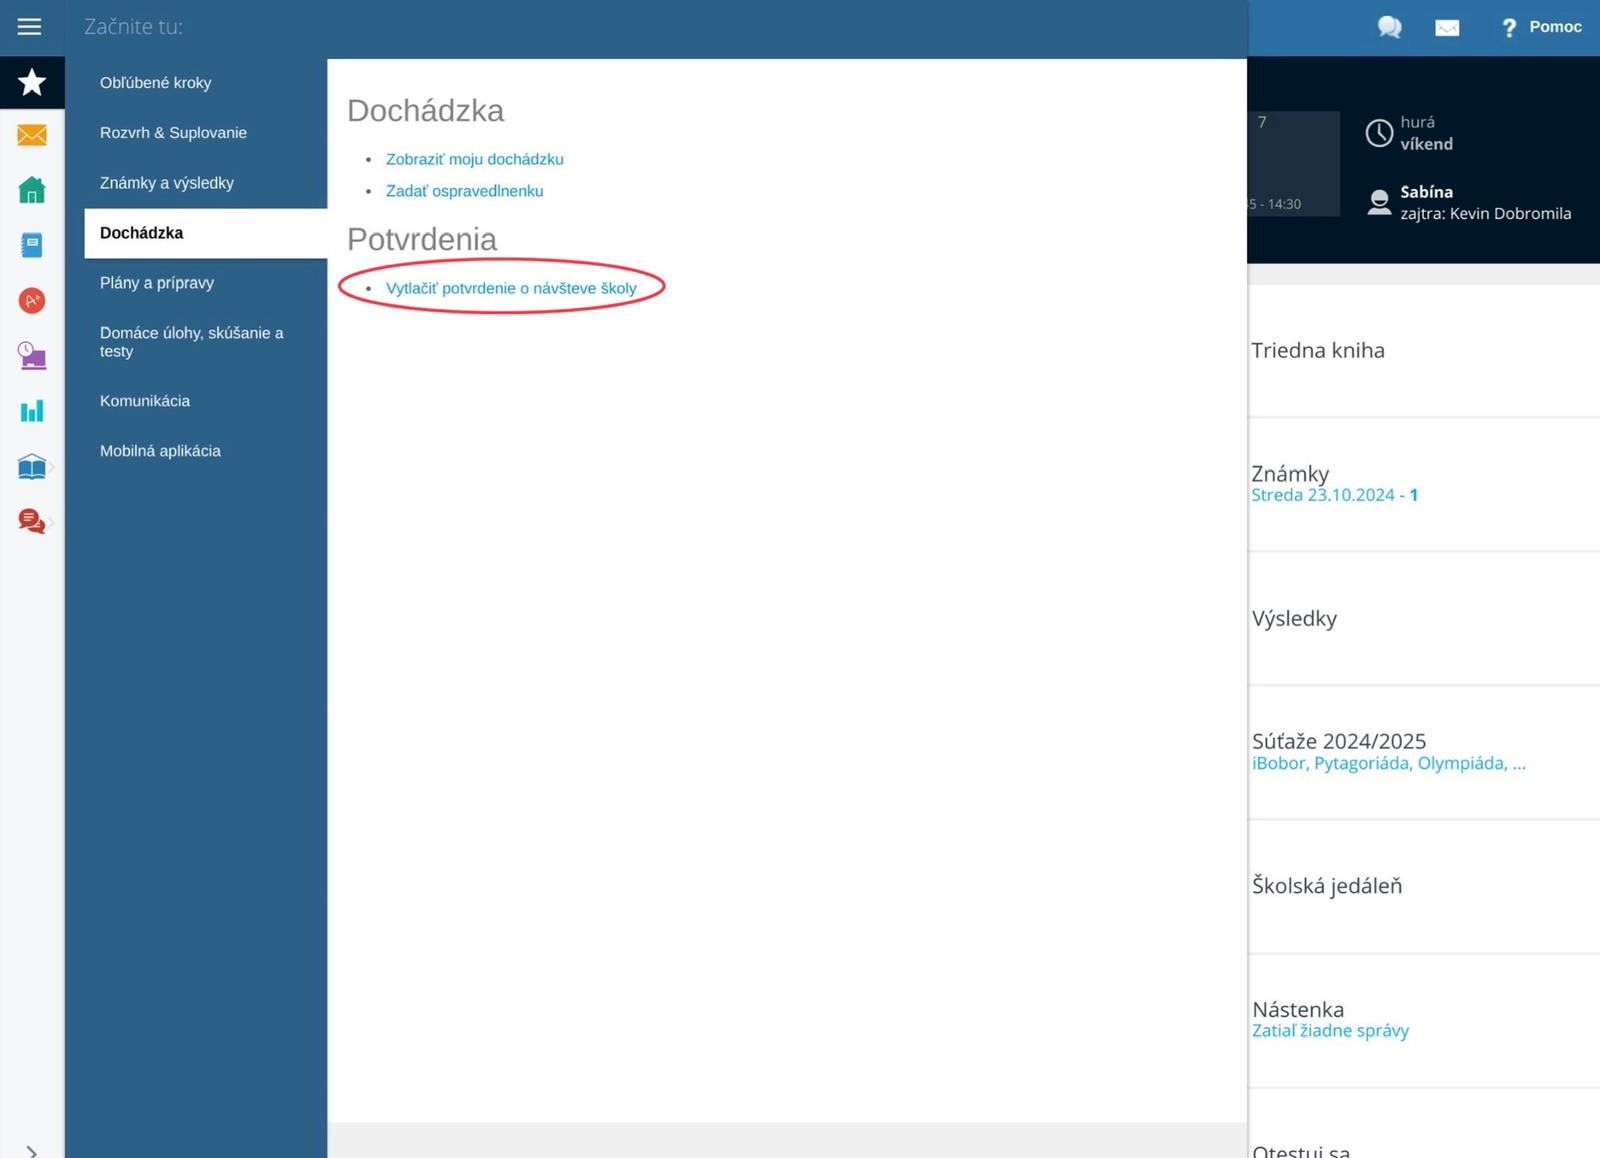 Začnite tu:
Pomoc
Obľúbené kroky
Rozvrh & Suplovanie
Známky a výsledky
Dochádzka
Plány a prípravy
Domáce úlohy, skúšanie a
testy
Komunikácia
Mobilná aplikácia
Dochádzka
• Zobraziť moju dochádzku
• Zadať ospravedlnenku
Potvrdenia
• Vytlačiť potvrdenie o návšteve školy
7
5 - 14:30
hurá
víkend
Sabína
zajtra: Kevin Dobromila
Triedna kniha
Známky
Streda 23.10.2024 - 1
Výsledky
Súťaže 2024/2025
iBobor, Pytagoriáda, Olympiáda, ...
Školská jedáleň
Nástenka
Zatiaľ žiadne správy
Otestuj sa